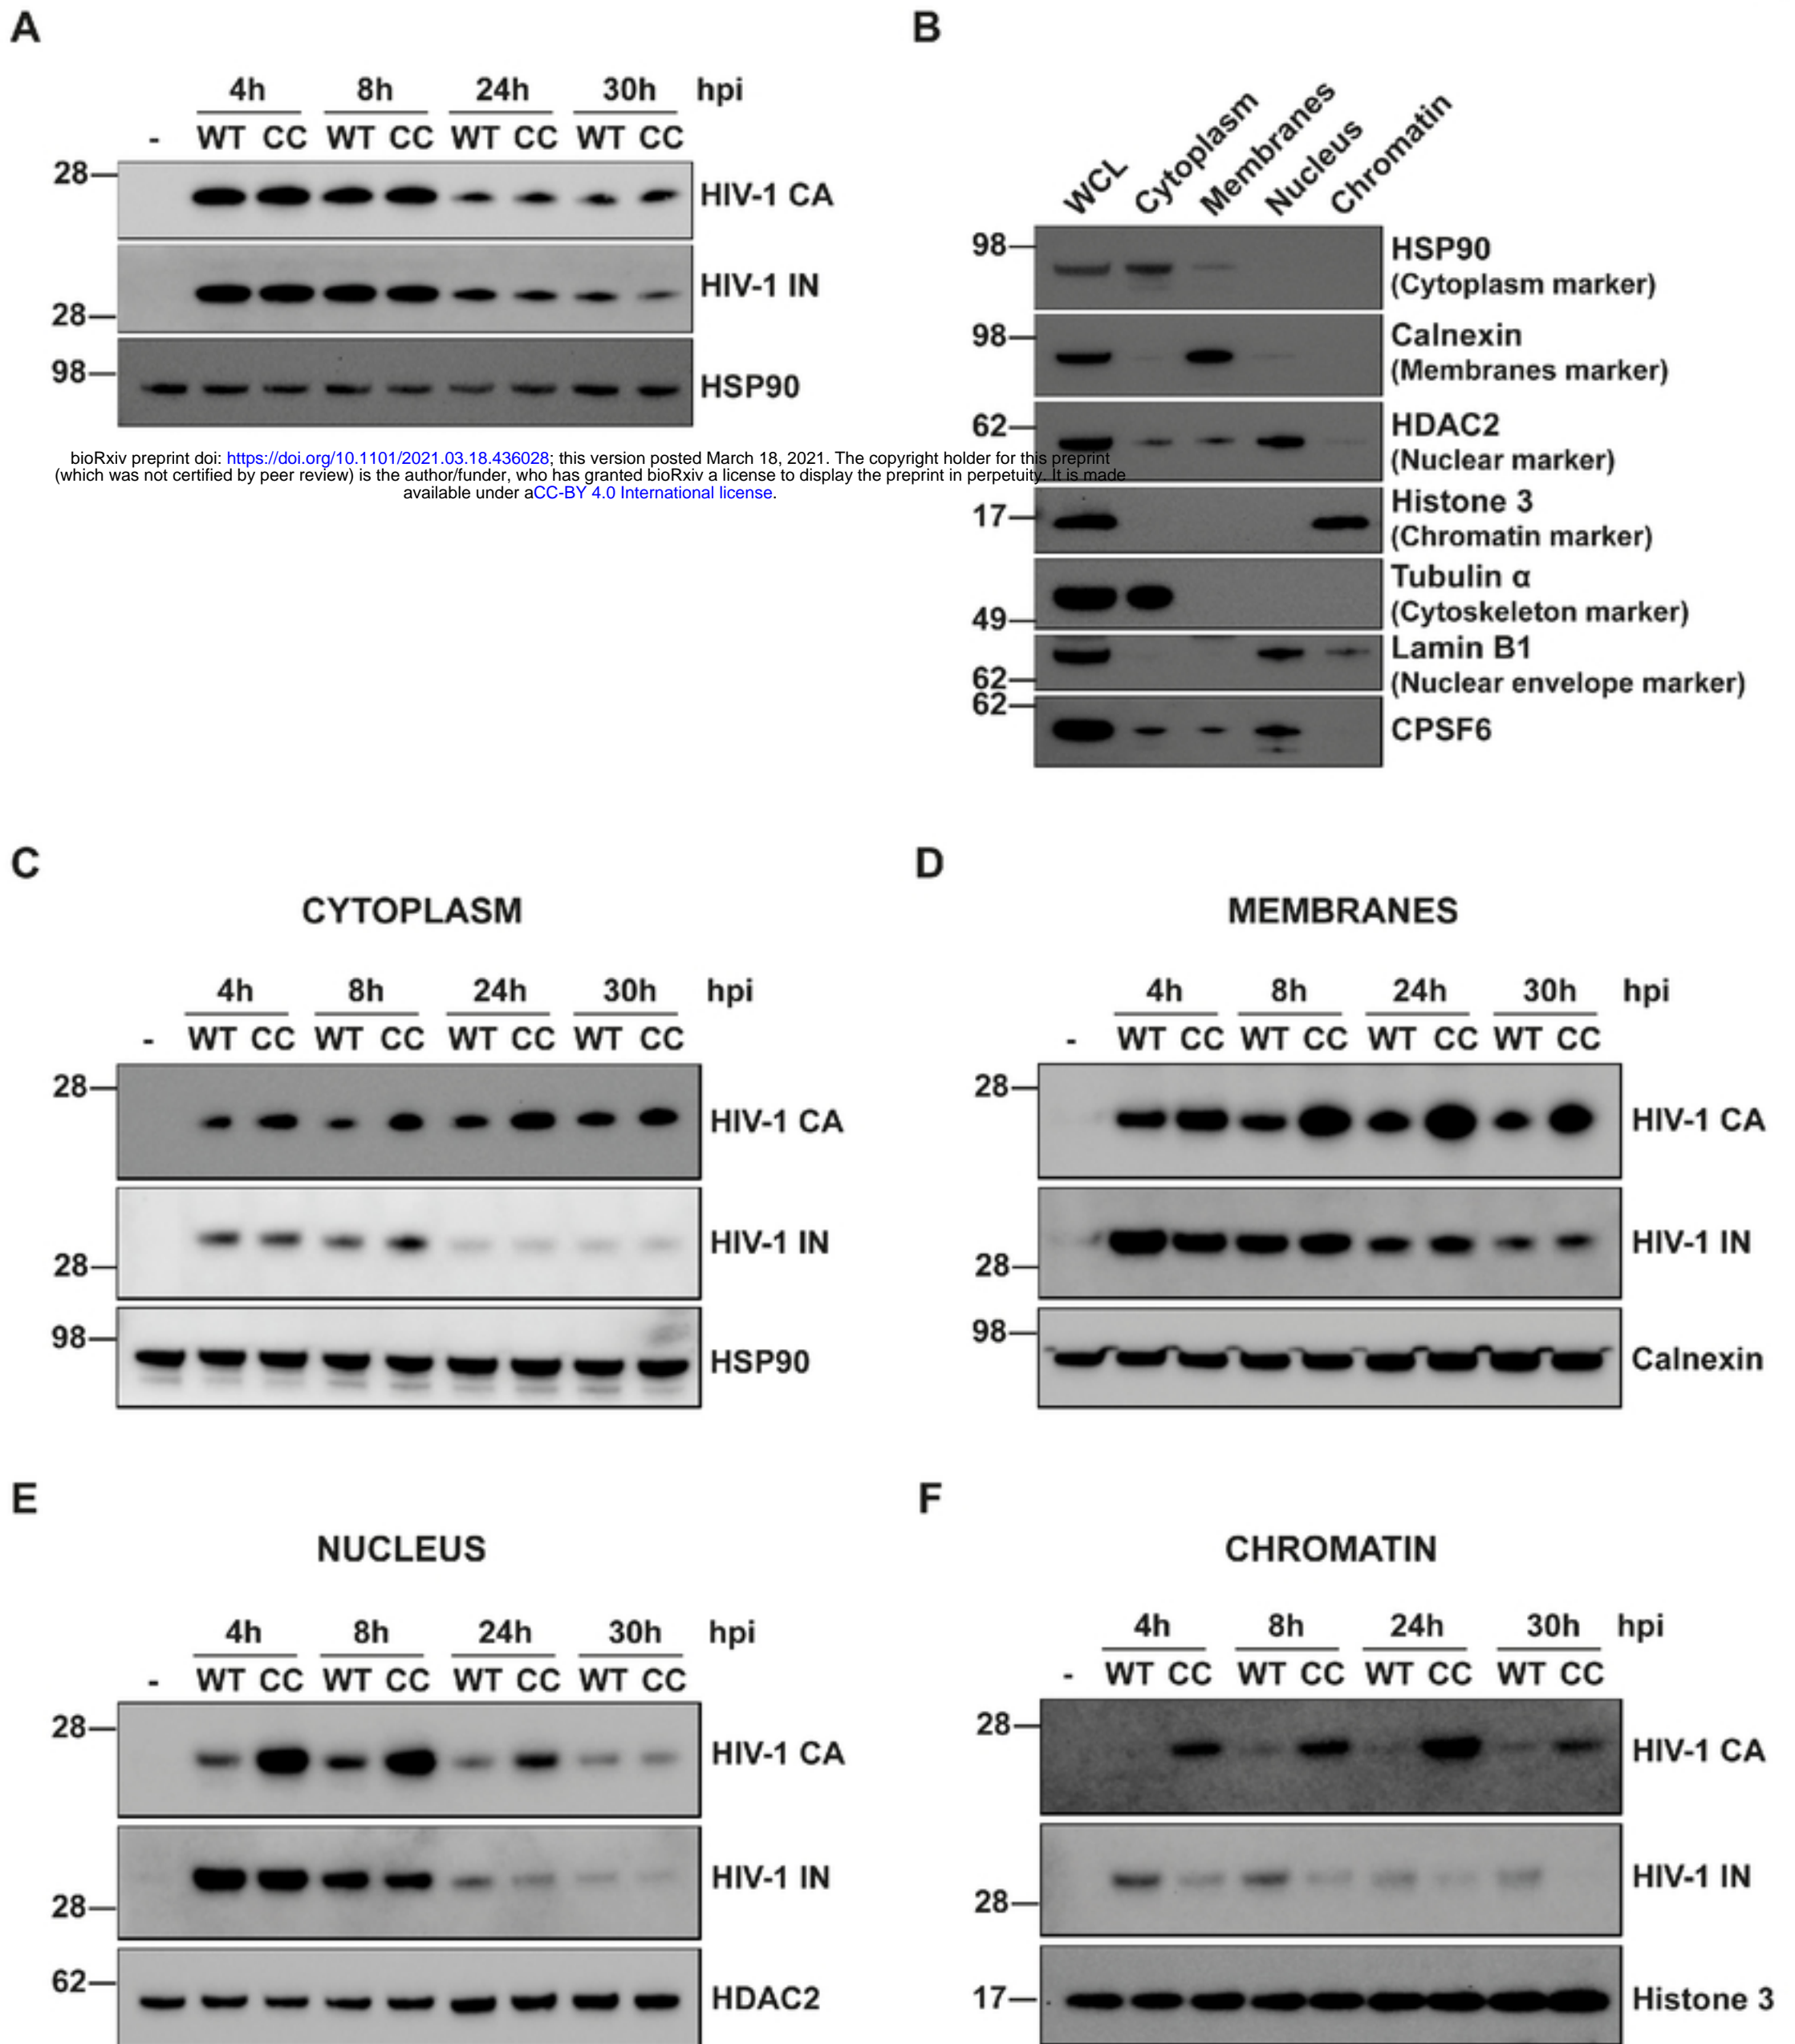 A
4h 8h 24h 30h hpi
- WT CC WT CC WT CC WT CC
28 HIV-1 CA
HIV-1 IN
28
98 HSP90
bioRxiv preprint doi: https://doi.org/10.1101/2021.03.18.436028; this version posted March 18, 2021. The copyright holder for this preprint
(which was not certified by peer review) is the author/funder, who has granted bioRxiv a license to display the preprint in perpetuity. It is made
available under aCC-BY 4.0 International license.
B
WCL Cytoplasm Membranes Nucleus Chromatin
98 HSP90
(Cytoplasm marker)
98 Calnexin
(Membranes marker)
62 HDAC2
(Nuclear marker)
17 Histone 3
(Chromatin marker)
Tubulin α
49 (Cytoskeleton marker)
Lamin B1
62 (Nuclear envelope marker)
62
CPSF6
C
CYTOPLASM
4h 8h 24h 30h hpi
- WT CC WT CC WT CC WT CC
28
HIV-1 CA
HIV-1 IN
28
98
HSP90
D
MEMBRANES
4h 8h 24h 30h hpi
- WT CC WT CC WT CC WT CC
28
HIV-1 CA
HIV-1 IN
28
98
Calnexin
E
NUCLEUS
4h 8h 24h 30h hpi
- WT CC WT CC WT CC WT CC
28
HIV-1 CA
HIV-1 IN
28
62
HDAC2
F
CHROMATIN
4h 8h 24h 30h hpi
- WT CC WT CC WT CC WT CC
28
HIV-1 CA
HIV-1 IN
28
17 Histone 3